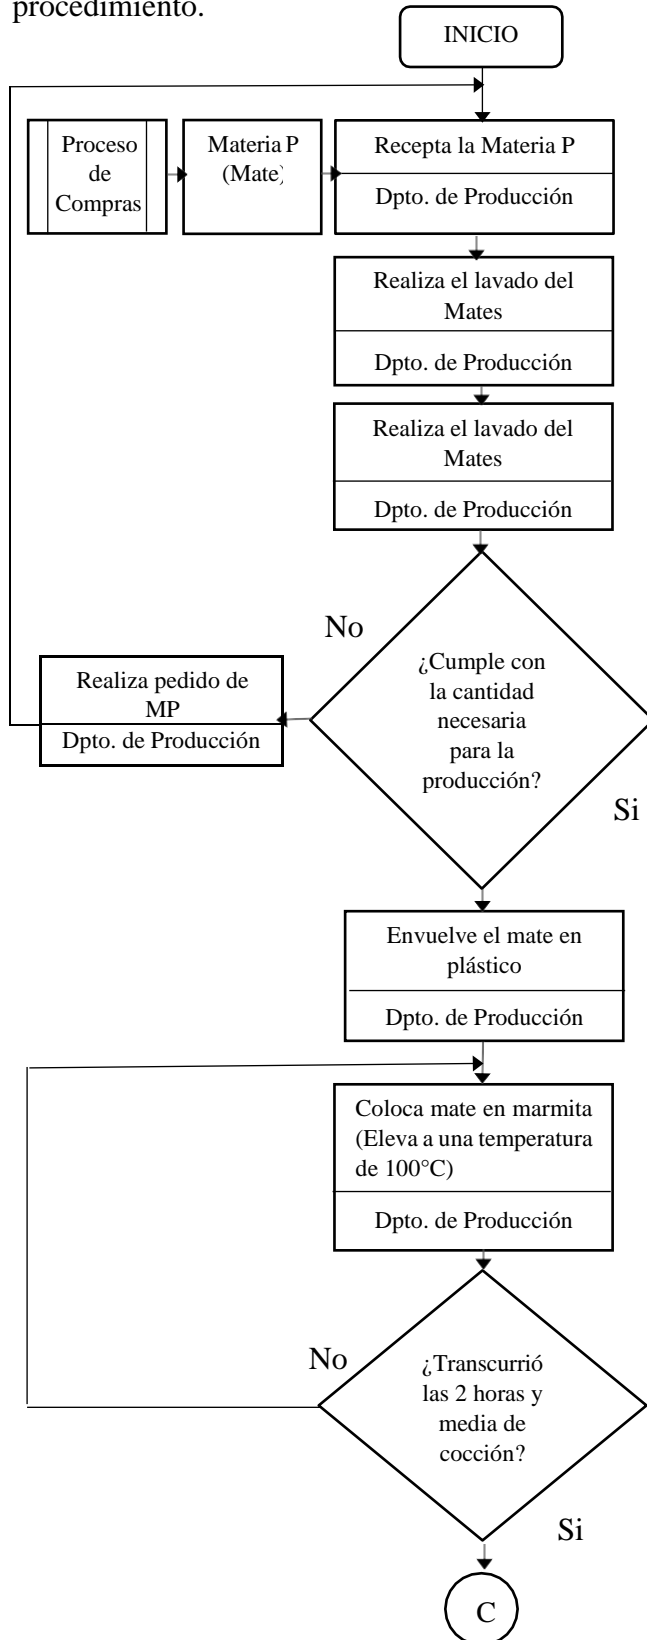 procedimiento.
INICIO
Proceso
de
Compras
Materia P
(Mate)
Recepta la Materia P
Dpto. de Producción
Realiza el lavado del
Mates
Dpto. de Producción
Realiza el lavado del
Mates
Dpto. de Producción
No
¿Cumple con
la cantidad
necesaria
para la
producción?
Si
Realiza pedido de
MP
Dpto. de Producción
Envuelve el mate en
plástico
Dpto. de Producción
Coloca mate en marmita
(Eleva a una temperatura
de 100°C)
Dpto. de Producción
No
¿Transcurrió
las 2 horas y
media de
cocción?
Si
C